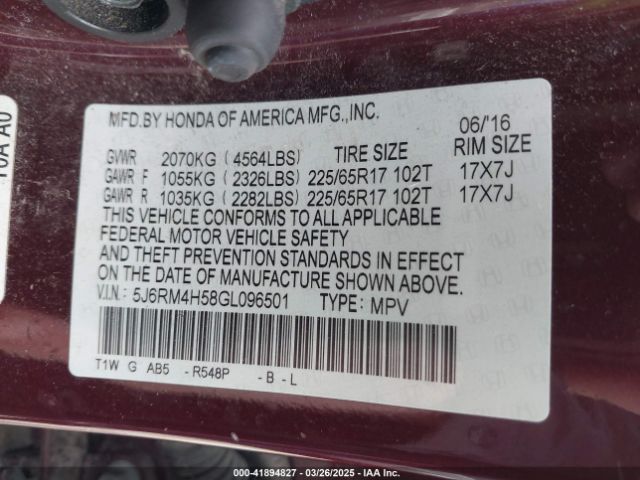 MFD.BY HONDA OF AMERICA MFG.,INC. 06/'16
GVWR 2070KG ( 4564LBS) TIRE SIZE RIM SIZE
GAWR F 1055KG ( 2326LBS) 225/65R17 102T 17X7J
GAWR R 1035KG ( 2282LBS) 225/65R17 102T 17X7J
THIS VEHICLE CONFORMS TO ALL APPLICABLE
FEDERAL MOTOR VEHICLE SAFETY
AND THEFT PREVENTION STANDARDS IN EFFECT
ON THE DATE OF MANUFACTURE SHOWN ABOVE.
V.I.N.: 5J6RM4H58GL096501 TYPE: MPV
T1W G AB5 -R548P -B -L
000-41894827 - 03/26/2025 - IAA Inc.